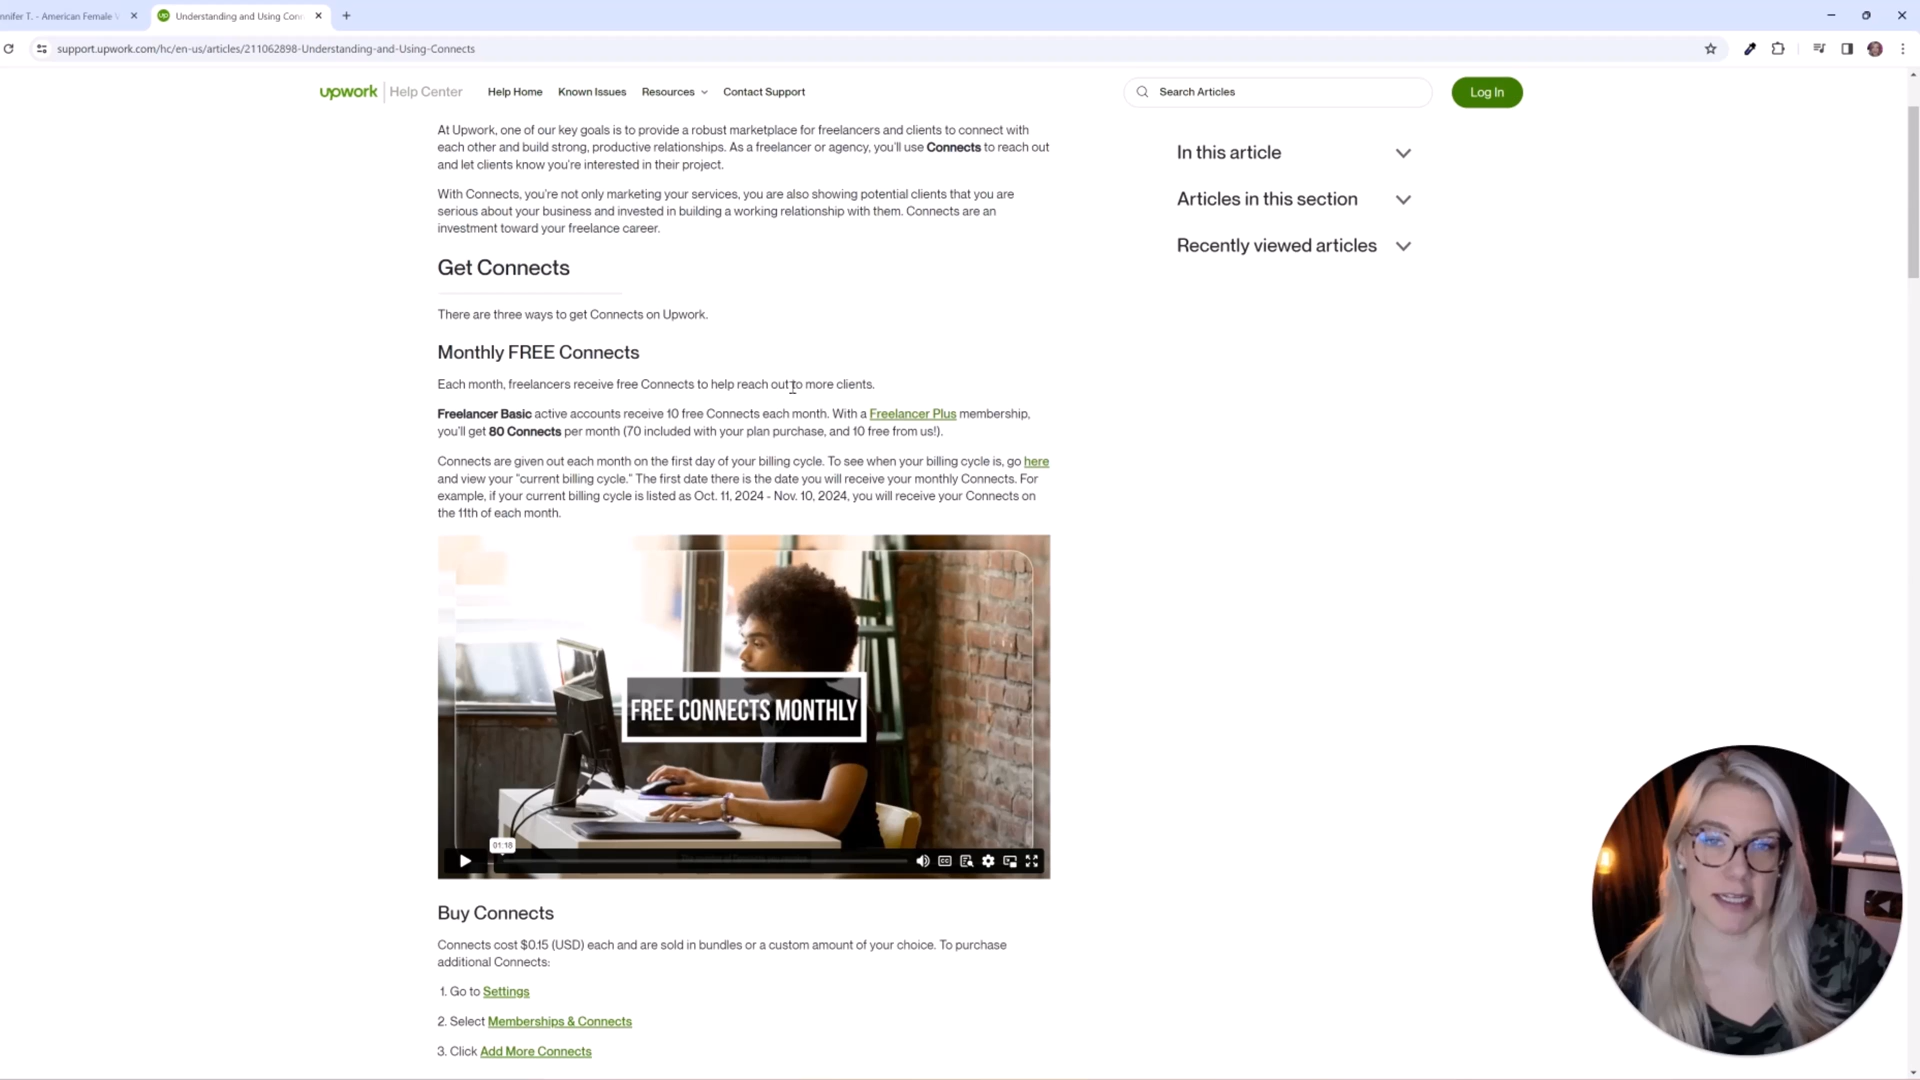 nnifer T. - American Female V
Understanding and Using Conn
support.upwork.com/hc/en-us/articles/211062898-Understanding-and-Using-Connects
upwork Help Center Help Home Known Issues Resources Contact Support Search Articles Log In
At Upwork, one of our key goals is to provide a robust marketplace for freelancers and clients to connect with
each other and build strong, productive relationships. As a freelancer or agency, you'll use Connects to reach out
and let clients know you're interested in their project.
With Connects, you're not only marketing your services, you are also showing potential clients that you are
serious about your business and invested in building a working relationship with them. Connects are an
investment toward your freelance career.
Get Connects
There are three ways to get Connects on Upwork.
Monthly FREE Connects
Each month, freelancers receive free Connects to help reach out to more clients.
Freelancer Basic active accounts receive 10 free Connects each month. With a Freelancer Plus membership,
you'll get 80 Connects per month (70 included with your plan purchase, and 10 free from us!).
Connects are given out each month on the first day of your billing cycle. To see when your billing cycle is, go here
and view your "current billing cycle." The first date there is the date you will receive your monthly Connects. For
example, if your current billing cycle is listed as Oct. 11, 2024 - Nov. 10, 2024, you will receive your Connects on
the 11th of each month.
FREE CONNECTS MONTHLY
01:18
Buy Connects
Connects cost $0.15 (USD) each and are sold in bundles or a custom amount of your choice. To purchase
additional Connects:
1. Go to Settings
2. Select Memberships & Connects
3. Click Add More Connects
In this article
Articles in this section
Recently viewed articles